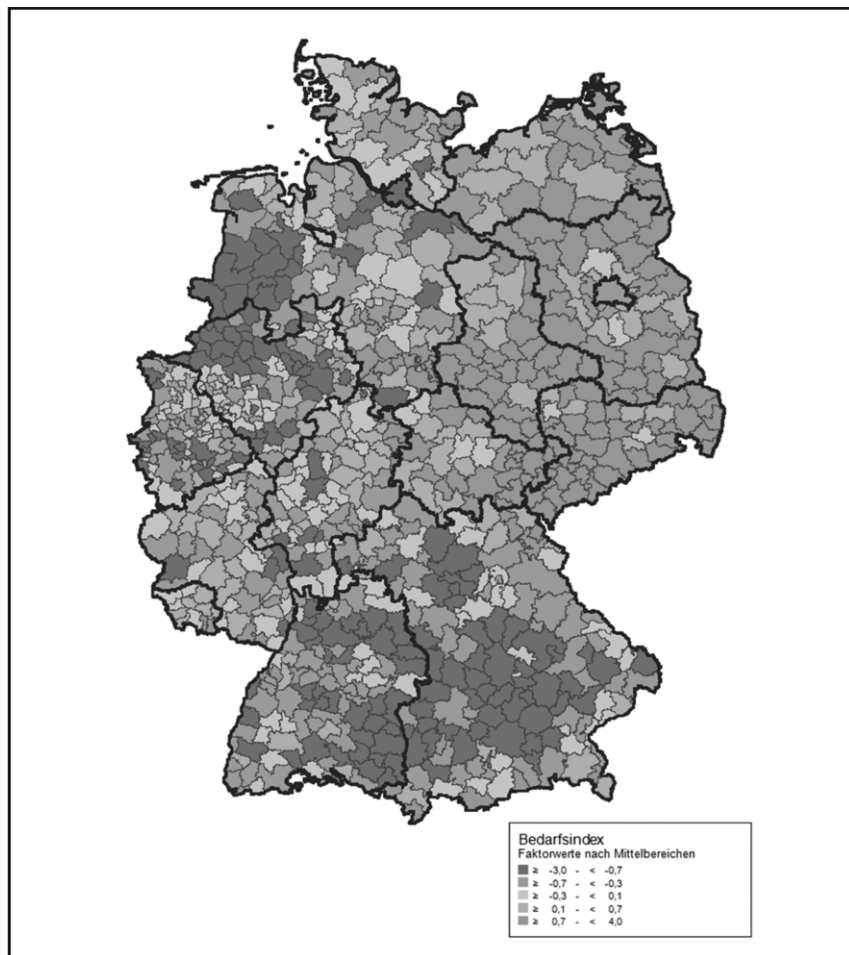 Bedarfsindex
Faktorwerte nach Mittelbereichen
≥ -3,0 - < -0,7
≥ -0,7 - < -0,3
≥ -0,3 - < 0,1
≥ 0,1 - < 0,7
≥ 0,7 - < 4,0